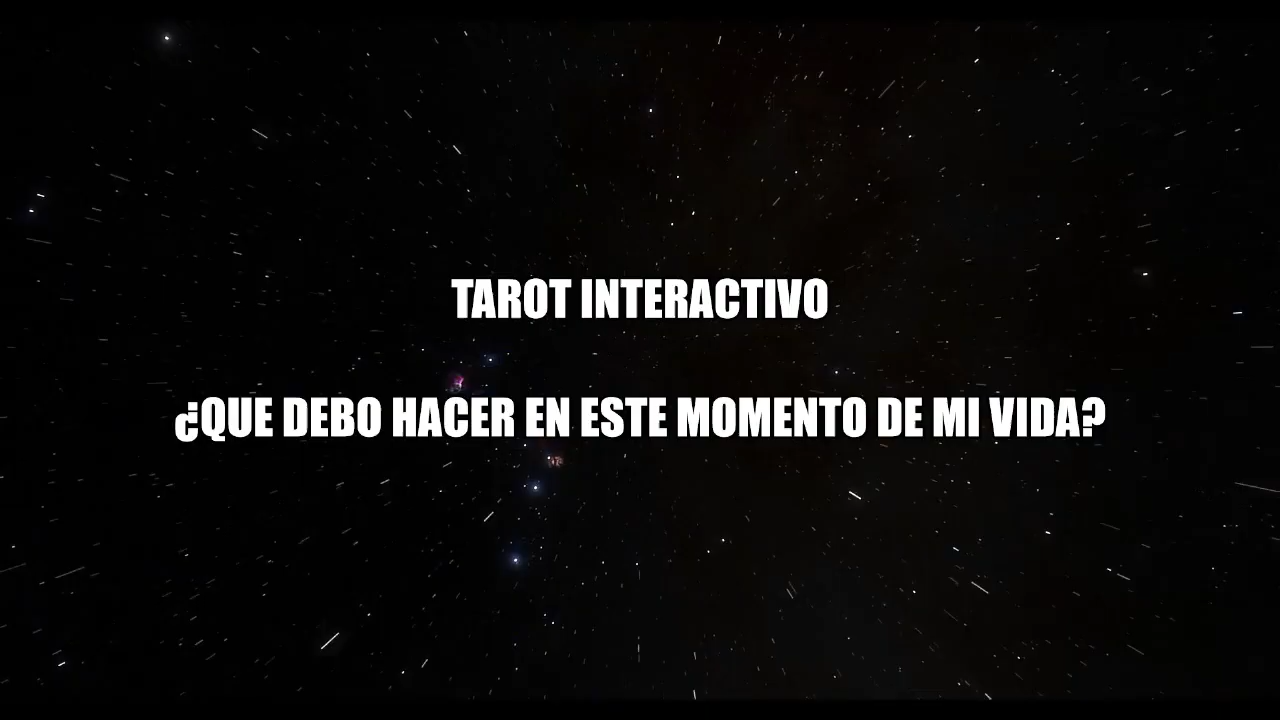 TAROT INTERACTIVO
¿QUE DEBO HACER EN ESTE MOMENTO DE MI VIDA?